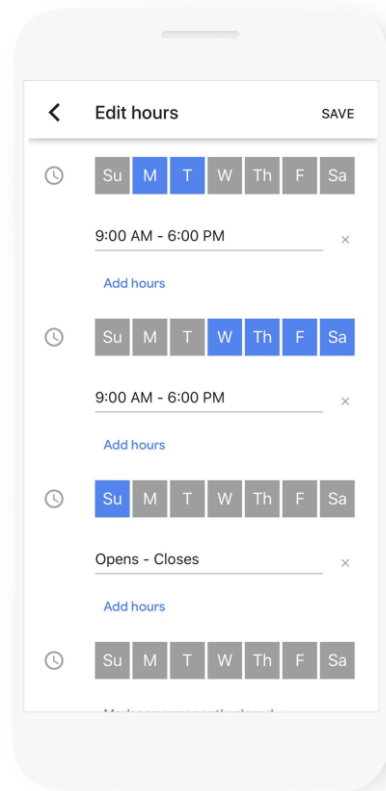 Edit hours SAVE
Su M T W Th F Sa
9:00 AM - 6:00 PM ×
Add hours
Su M T W Th F Sa
9:00 AM - 6:00 PM ×
Add hours
Su M T W Th F Sa
Opens - Closes ×
Add hours
Su M T W Th F Sa